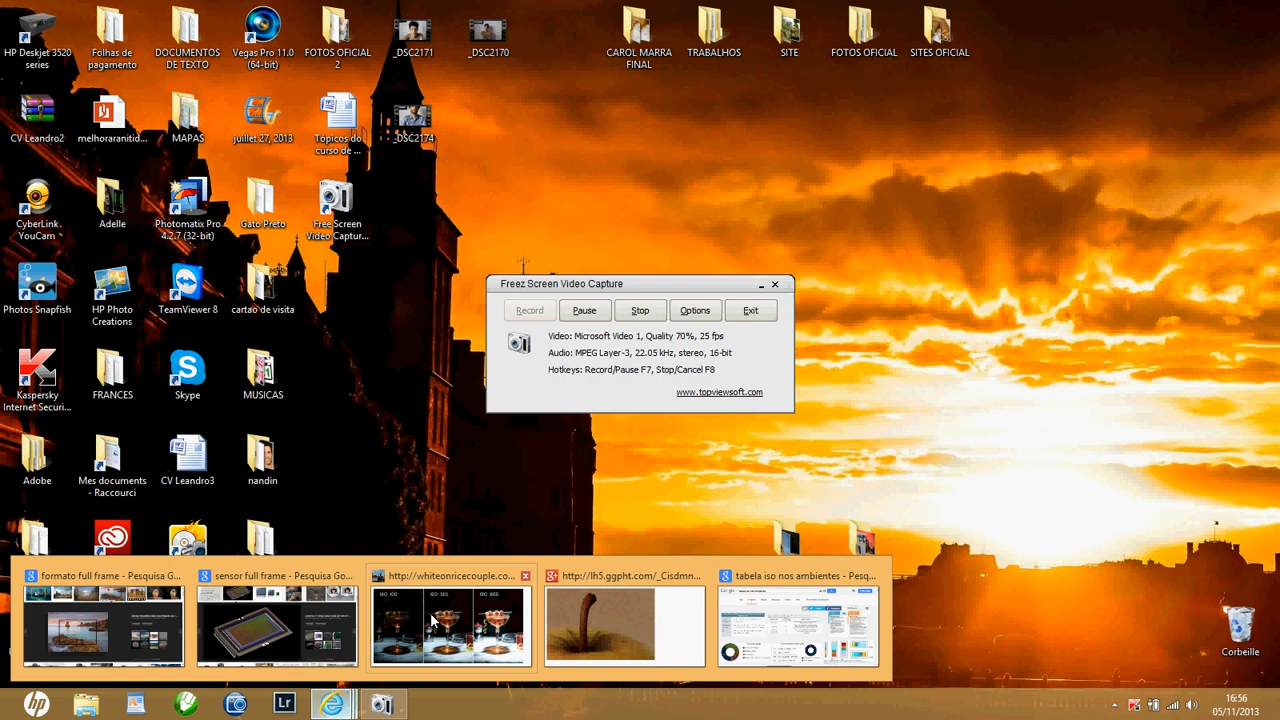 HP Deskjet 3520
series
Folhas de
pagamento
DOCUMENTOS
DE TEXTO
Vegas Pro 11.0
(64-bit)
FOTOS OFICIAL
2
_DSC2171
_DSC2170
CAROL MARRA
FINAL
TRABALHOS
SITE
FOTOS OFICIAL
SITES OFICIAL
CV Leandro2
melhoraranitid...
MAPAS
juillet 27, 2013
Topicos do
curso de ...
_DSC2174
CyberLink
YouCam
Adelle
Photomatix Pro
4.2.7 (32-bit)
Gato Preto
Free Screen
Video Captur...
Freez Screen Video Capture
Record
Pause
Stop
Options
Exit
Video: Microsoft Video 1, Quality 70%, 25 fps
Audio: MPEG Layer-3, 22.05 kHz, stereo, 16-bit
Hotkeys: Record/Pause F7, Stop/Cancel F8
www.topviewsoft.com
Photos Snapfish
HP Photo
Creations
TeamViewer 8
cartao de visita
Kaspersky
Internet Securi...
FRANCES
Skype
MUSICAS
Adobe
Mes documents
- Raccourci
CV Leandro3
nandin
formato full frame - Pesquisa G...
sensor full frame - Pesquisa Go...
http://whiteonricecouple.co...
http://lh5.ggpht.com/_Cisdmn...
tabela iso nos ambientes - Pesq...
ISO 100
Corbeille
hp
Lr
16:56
05/11/2013